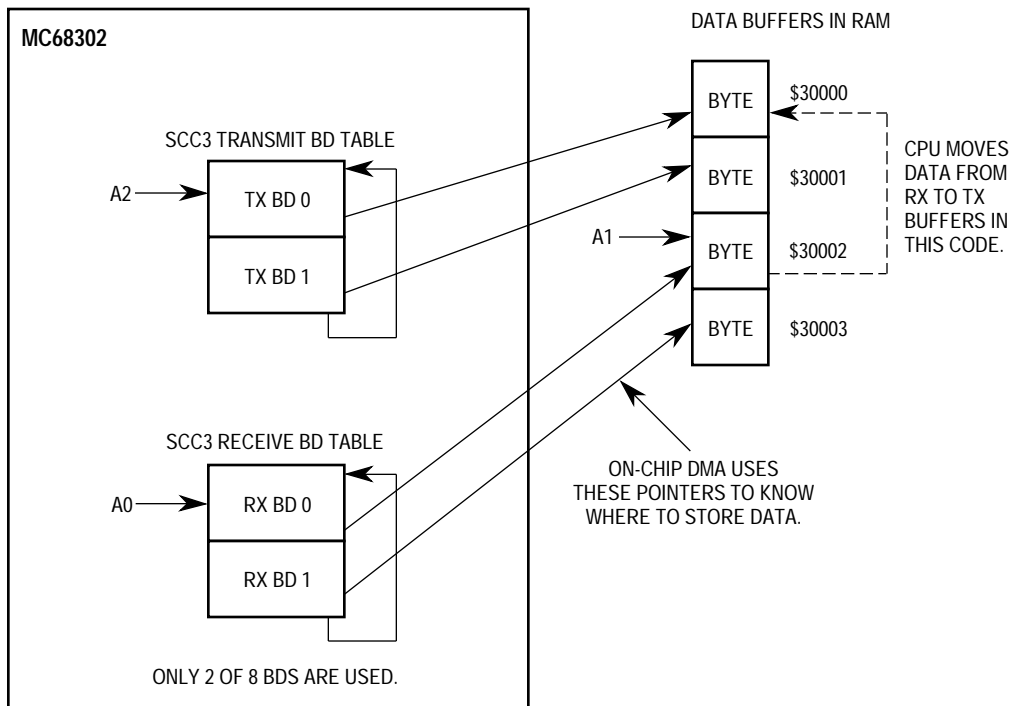 MC68302
DATA BUFFERS IN RAM
SCC3 TRANSMIT BD TABLE
A2
TX BD 0
TX BD 1
BYTE
$30000
BYTE
$30001
A1
BYTE
$30002
BYTE
$30003
CPU MOVES
DATA FROM
RX TO TX
BUFFERS IN
THIS CODE.
SCC3 RECEIVE BD TABLE
A0
RX BD 0
RX BD 1
ON-CHIP DMA USES
THESE POINTERS TO KNOW
WHERE TO STORE DATA.
ONLY 2 OF 8 BDS ARE USED.